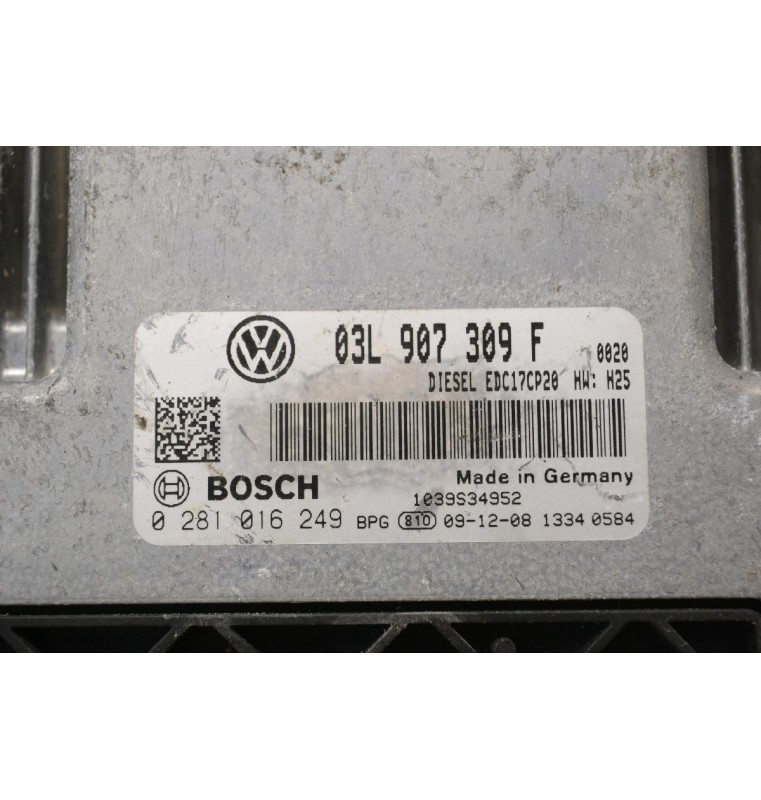 03L 907 309 F 0020
DIESEL EDC17CP20 HW: H25
Made in Germany
BOSCH 1039S34952
0 281 016 249 BPG 810 09-12-08 1334 0584